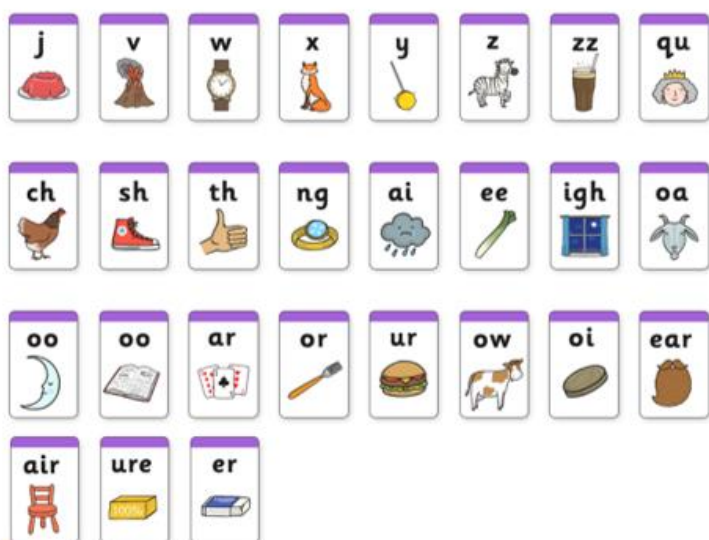 j v w x y z zz qu
ch sh th ng ai ee igh oa
oo oo ar or ur ow oi ear
air ure er
100%